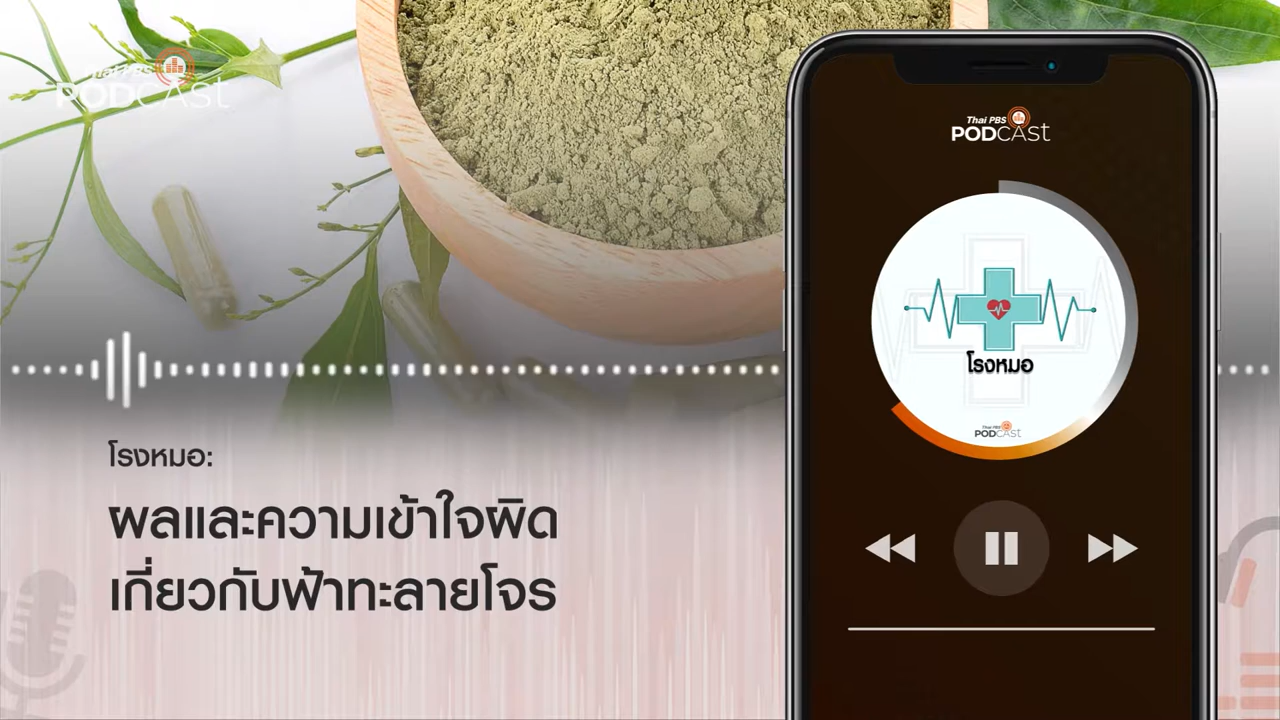 Thai PBS
PODCAST
Thai PBS
PODCAST
โรงหมอ
Thai PBS
PODCAST
โรงหมอ:
ผลและความเข้าใจผิด
เกี่ยวกับฟ้าทะลายโจร